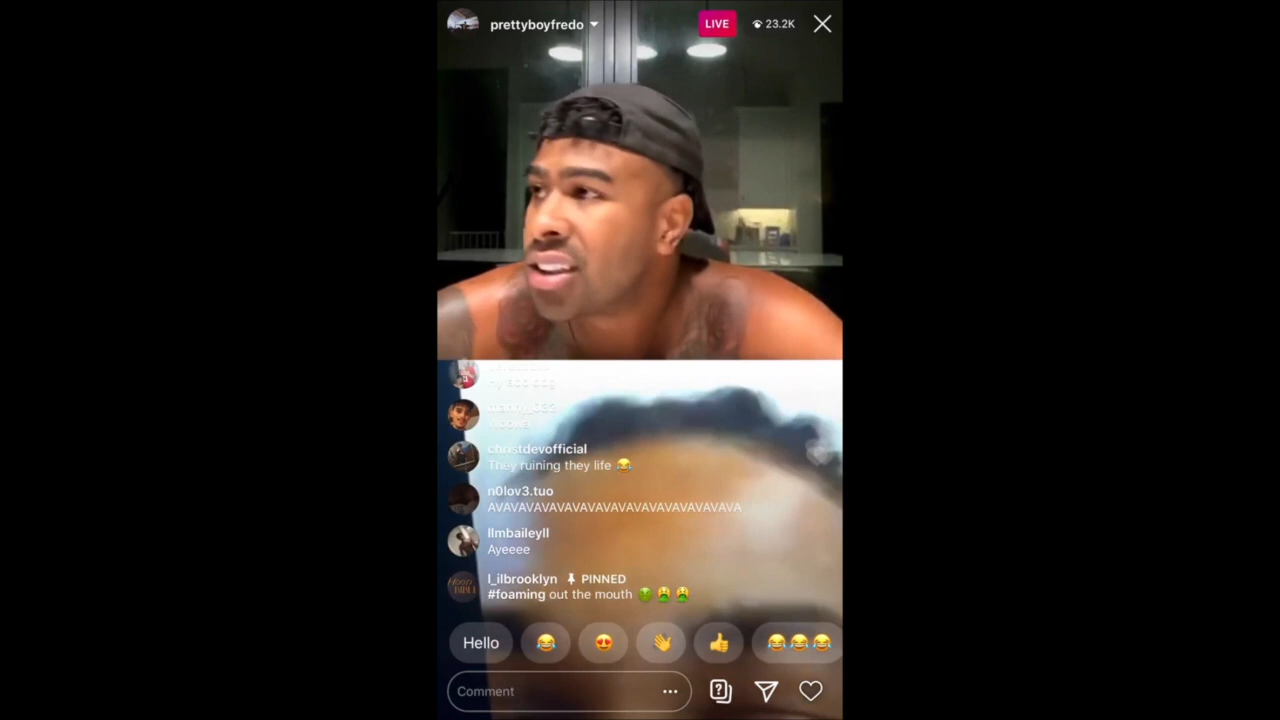 prettyboyfredo
LIVE
23.2K
christdevofficial
They ruining they life 😂
n0lov3.tuo
AVAVAVAVAVAVAVAVAVAVAVAVAVAVAVAVA
llmbaileyll
Ayeeee
l_ilbrooklyn PINNED
#foaming out the mouth 🤢 🤮 🤮
Hello 😂 😍 👋 👍 😂😂😂
Comment